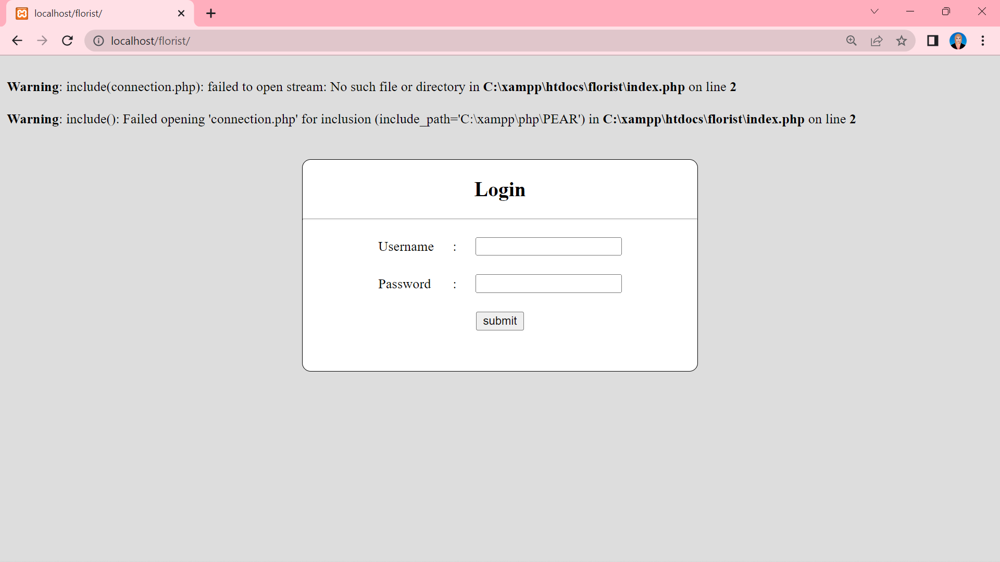 localhost/florist/
localhost/florist/
Warning: include(connection.php): failed to open stream: No such file or directory in C:\xampp\htdocs\florist\index.php on line 2
Warning: include(): Failed opening 'connection.php' for inclusion (include_path='C:\xampp\php\PEAR') in C:\xampp\htdocs\florist\index.php on line 2
Login
Username :
Password :
submit